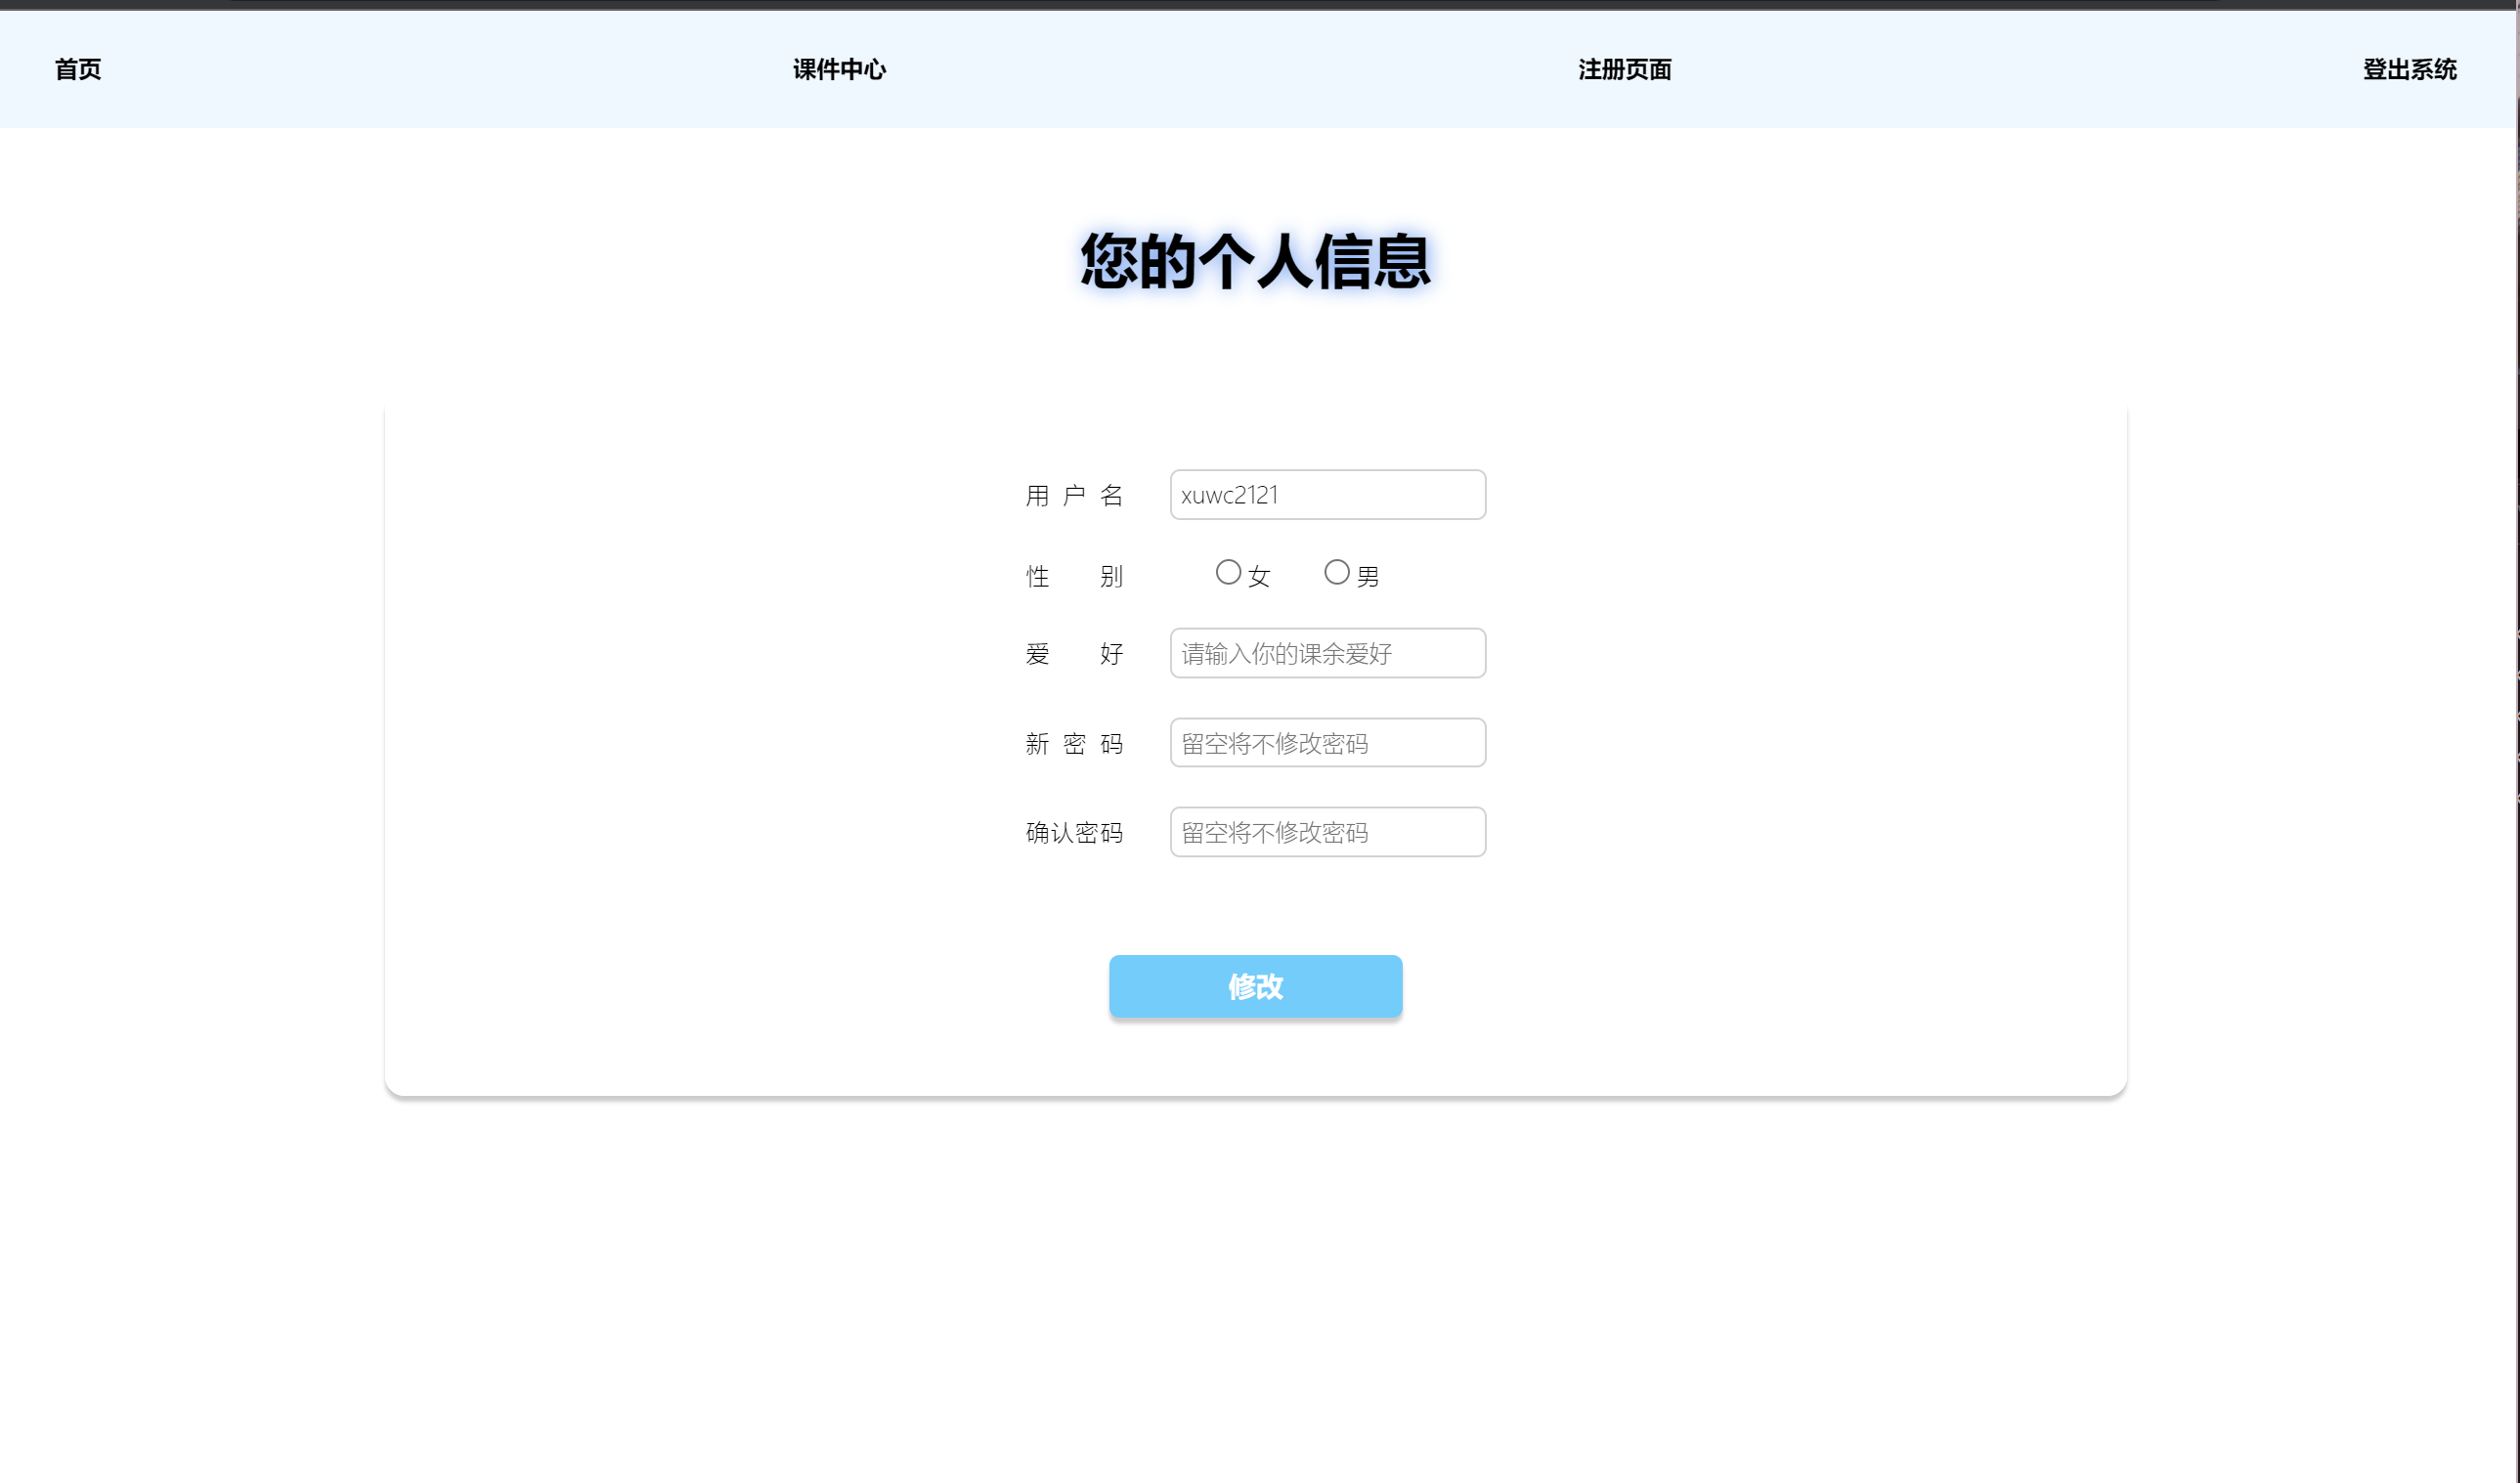 首页 课件中心 注册页面 登出系统
您的个人信息
用户名 xuwc2121
性别 女 男
爱好 请输入你的课余爱好
新密码 留空将不修改密码
确认密码 留空将不修改密码
修改